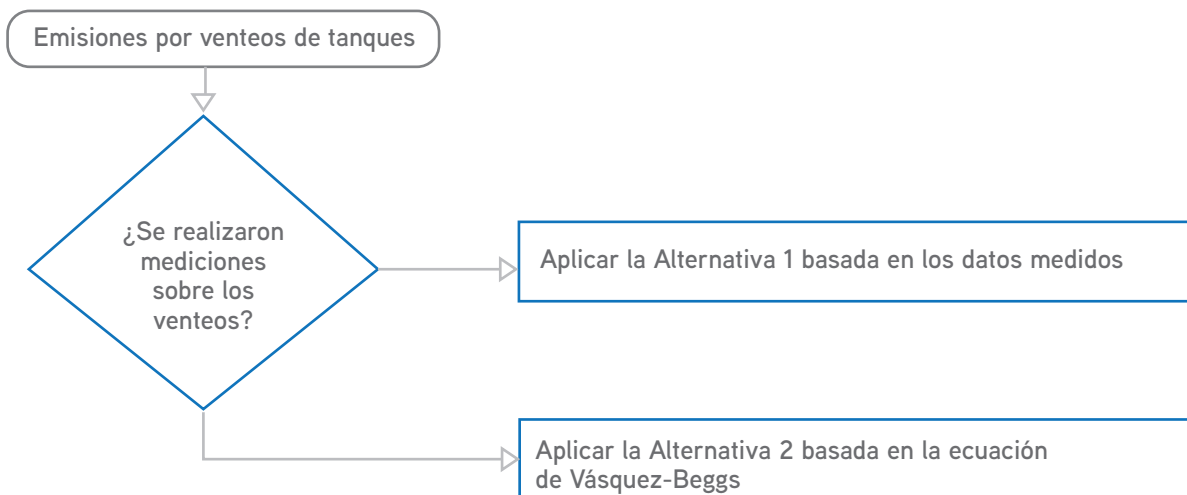 Emisiones por venteos de tanques
¿Se realizaron
mediciones
sobre los
venteos?
Aplicar la Alternativa 1 basada en los datos medidos
Aplicar la Alternativa 2 basada en la ecuación
de Vásquez-Beggs